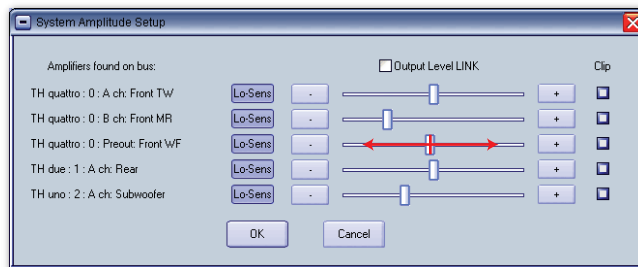 System Amplitude Setup
Amplifiers found on bus: Output Level LINK Clip
TH quattro : 0 : A ch: Front TW Lo-Sens - +
TH quattro : 0 : B ch: Front MR Lo-Sens - +
TH quattro : 0 : Preout: Front WF Lo-Sens - +
TH due : 1 : A ch: Rear Lo-Sens - +
TH uno : 2 : A ch: Subwoofer Lo-Sens - +
OK Cancel